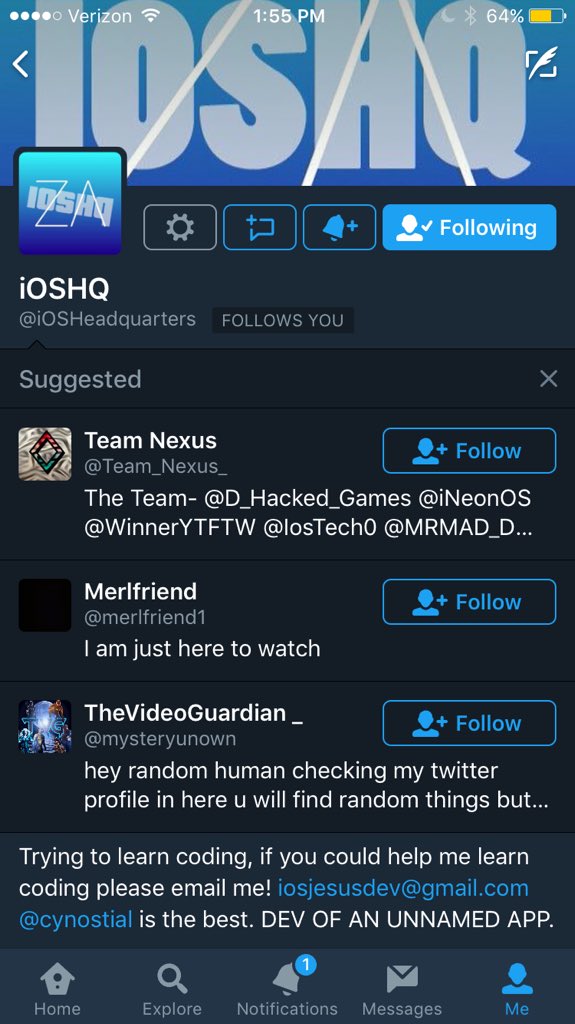 Verizon 1:55 PM 64%
IOSHQ
IOSHQ
ZA
Following
iOSHQ
@iOSHeadquarters FOLLOWS YOU
Suggested
Team Nexus
@Team_Nexus_
Follow
The Team- @D_Hacked_Games @iNeonOS
@WinnerYTFTW @IosTech0 @MRMAD_D...
Merlfriend
@merlfriend1
Follow
I am just here to watch
TheVideoGuardian _
@mysteryunown
Follow
hey random human checking my twitter
profile in here u will find random things but...
Trying to learn coding, if you could help me learn
coding please email me! iosjesusdev@gmail.com
@cynostial is the best. DEV OF AN UNNAMED APP.
1
Home Explore Notifications Messages Me